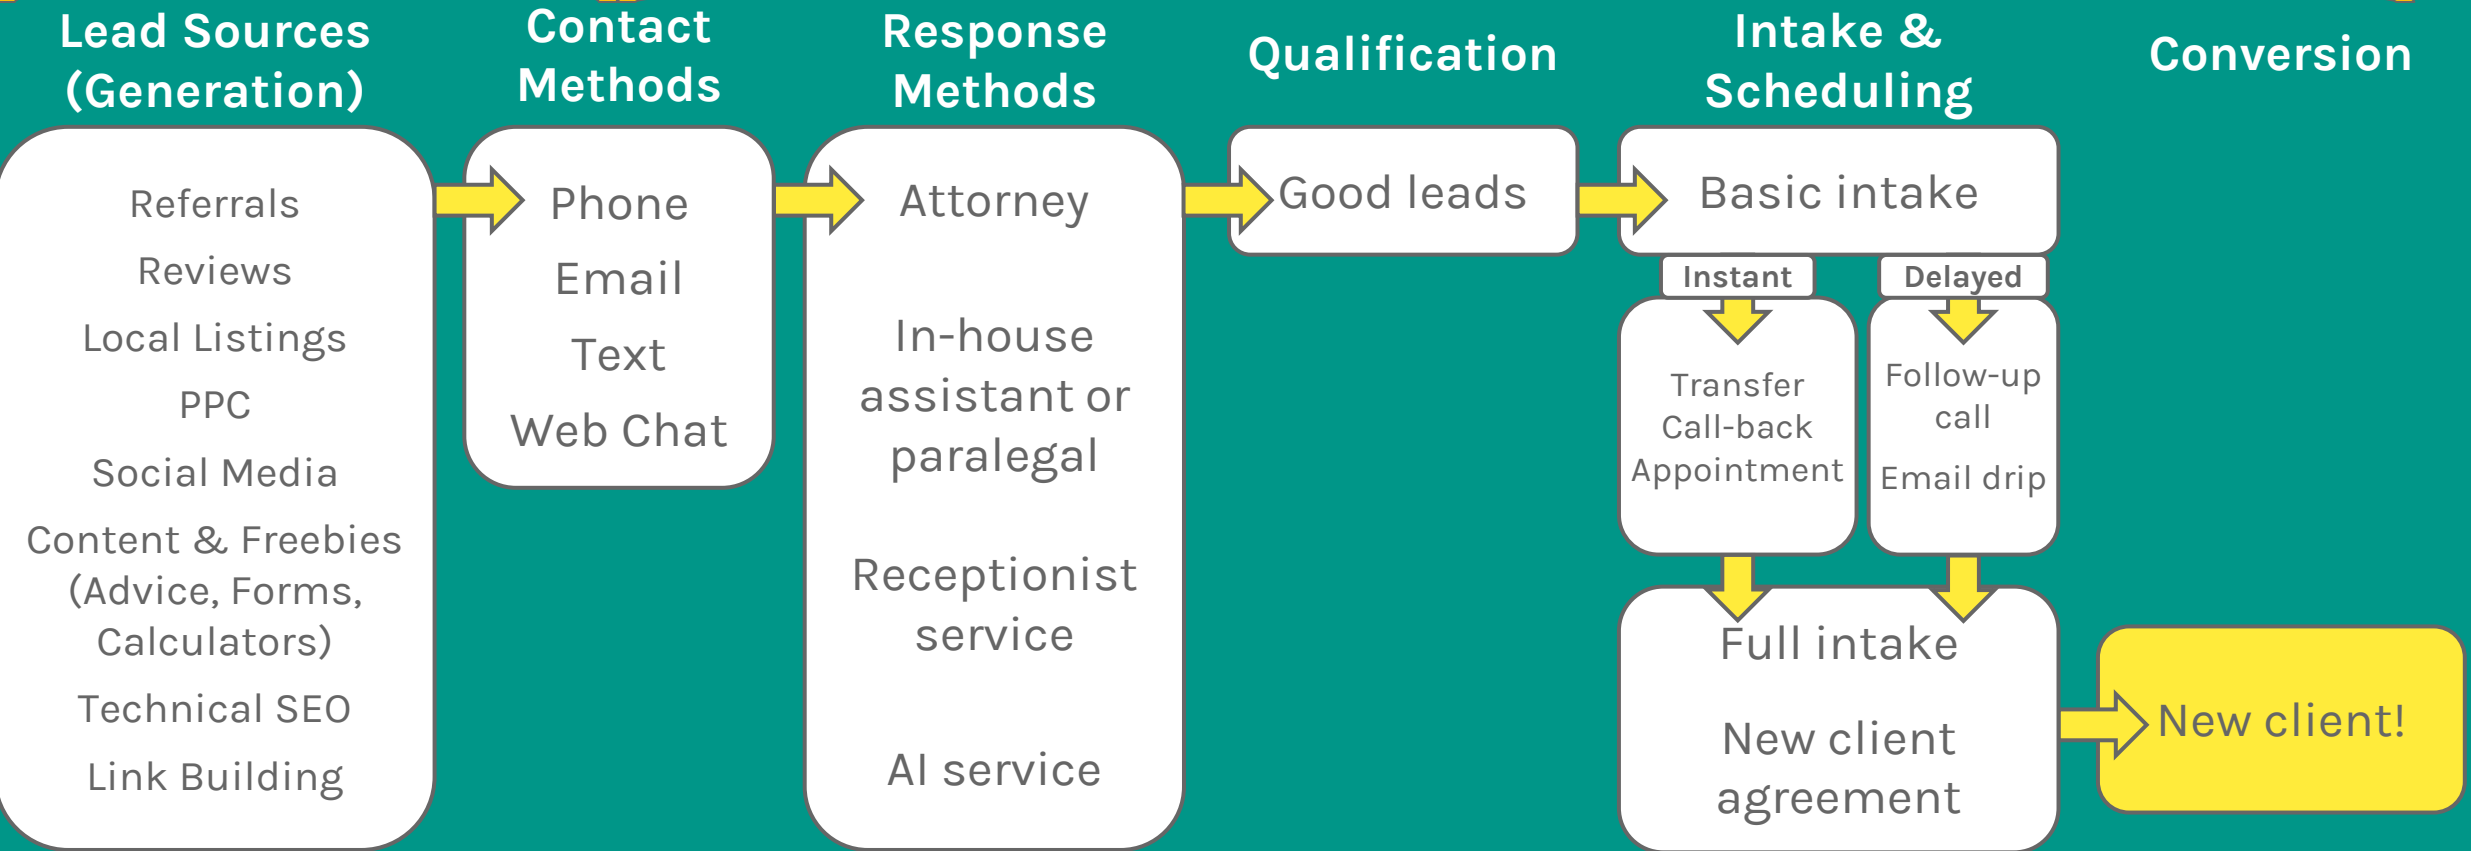 Lead Sources
(Generation)
Contact
Methods
Response
Methods
Qualification
Intake &
Scheduling
Conversion
Referrals
Reviews
Local Listings
PPC
Social Media
Content & Freebies
(Advice, Forms,
Calculators)
Technical SEO
Link Building
Phone
Email
Text
Web Chat
Attorney
In-house
assistant or
paralegal
Receptionist
service
AI service
Good leads
Basic intake
Instant
Transfer
Call-back
Appointment
Delayed
Follow-up
call
Email drip
Full intake
New client
agreement
New client!